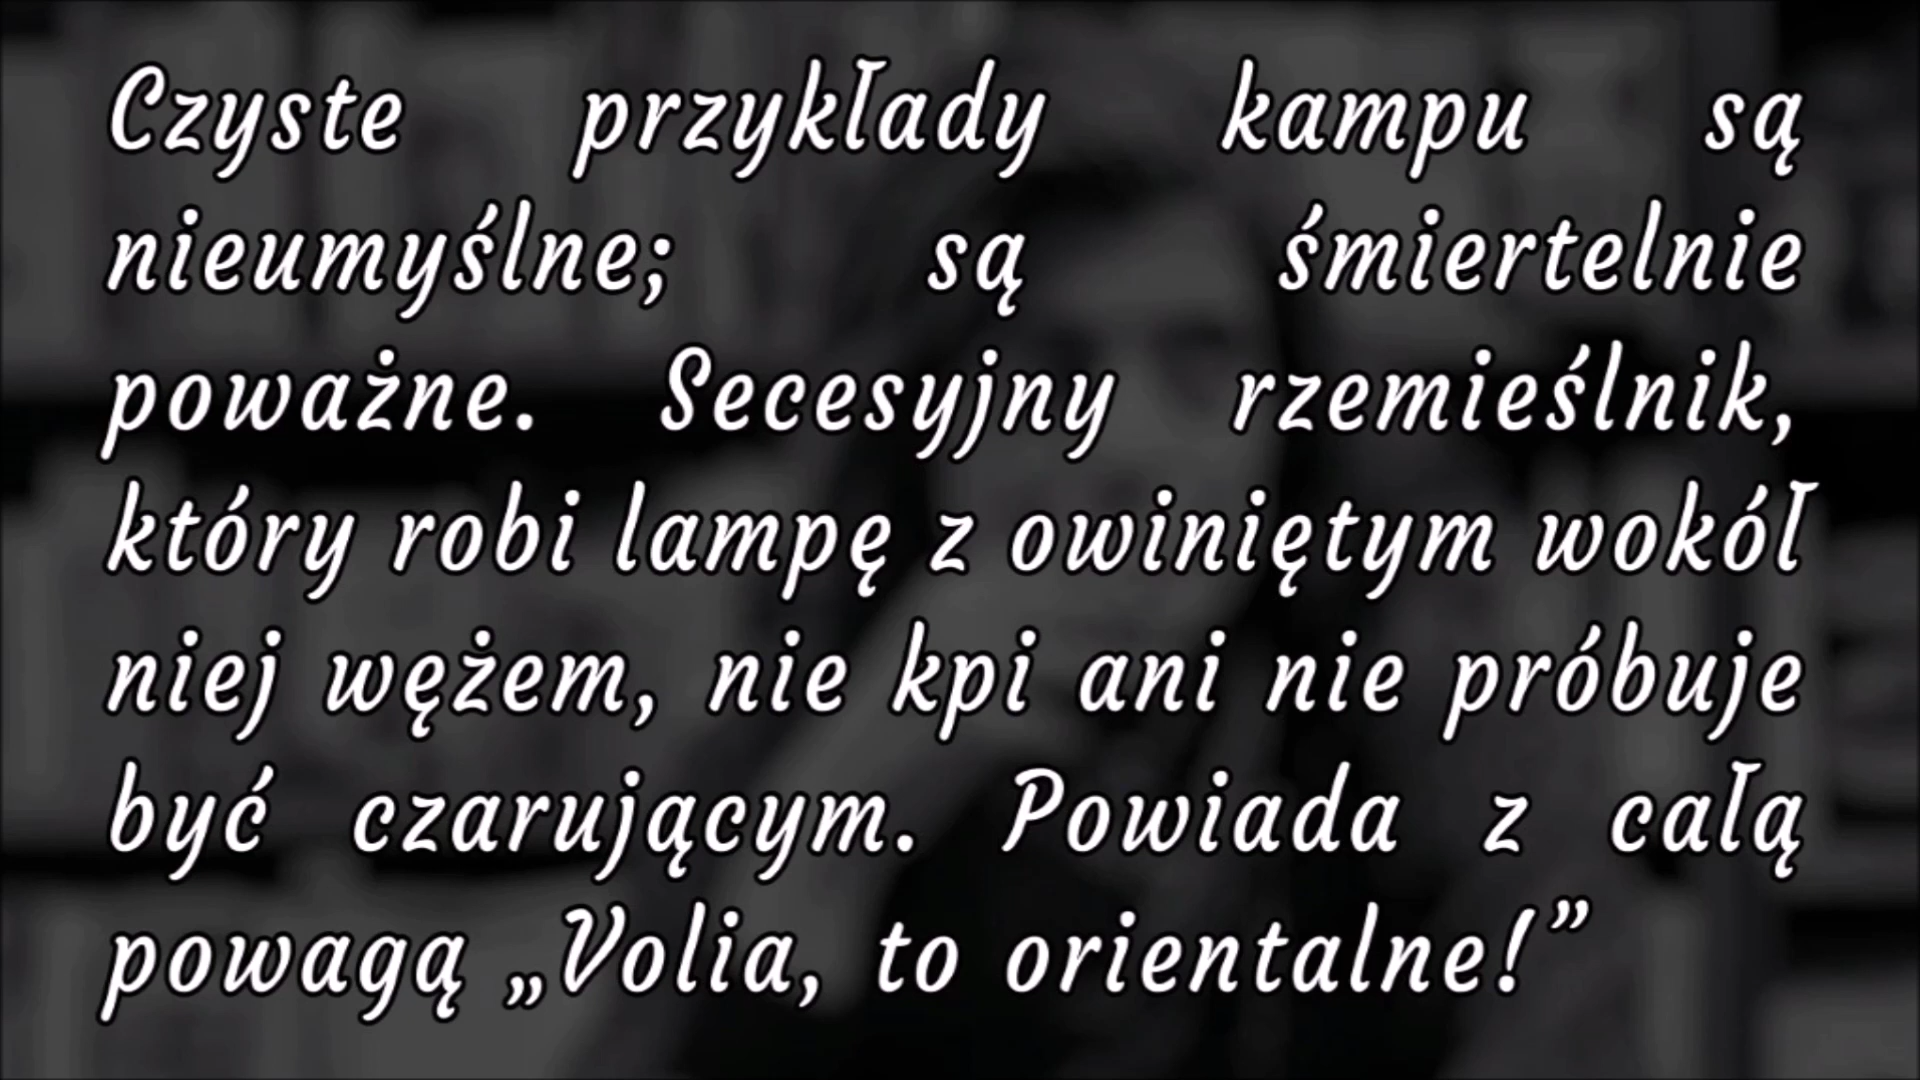 Czyste przykłady kampu są
nieumyślne; są śmiertelnie
poważne. Secesyjny rzemieślnik,
który robi lampę z owiniętym wokół
niej wężem, nie kpi ani nie próbuje
być czarującym. Powiada z całą
powagą „Volia, to orientalne!”